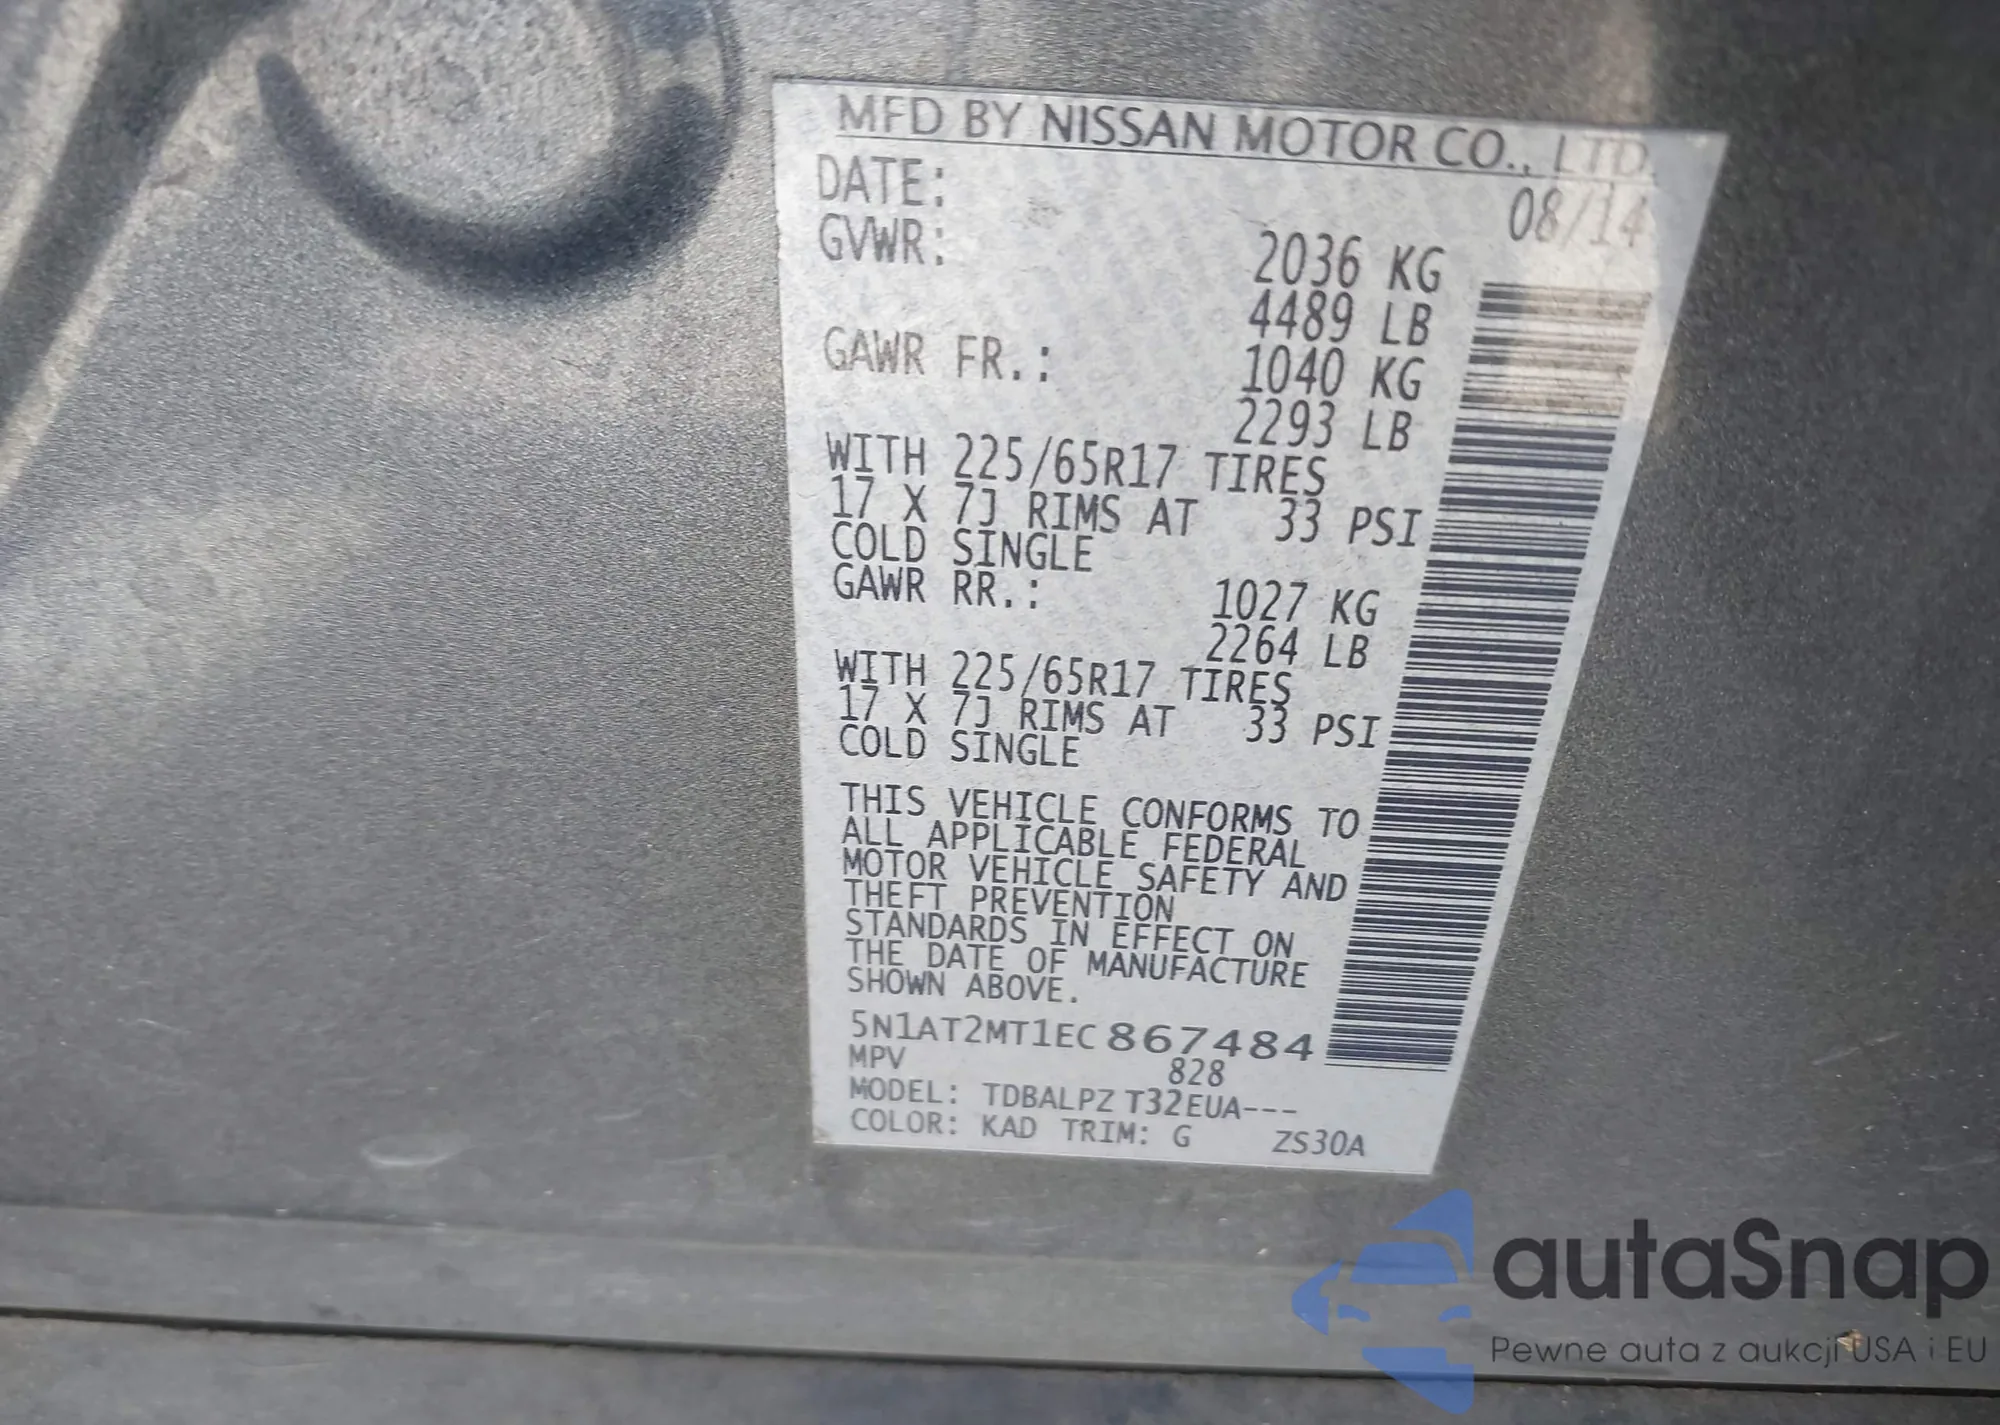 MFD BY NISSAN MOTOR CO., LTD.
DATE: 08/14
GVWR: 2036 KG
4489 LB
GAWR FR.: 1040 KG
2293 LB
WITH 225/65R17 TIRES
17 X 7J RIMS AT 33 PSI
COLD SINGLE
GAWR RR.: 1027 KG
2264 LB
WITH 225/65R17 TIRES
17 X 7J RIMS AT 33 PSI
COLD SINGLE
THIS VEHICLE CONFORMS TO
ALL APPLICABLE FEDERAL
MOTOR VEHICLE SAFETY AND
THEFT PREVENTION
STANDARDS IN EFFECT ON
THE DATE OF MANUFACTURE
SHOWN ABOVE.
5N1AT2MT1EC867484
MPV 828
MODEL: TDBALPZ T32EUA---
COLOR: KAD TRIM: G ZS30A
autaSnap
Pewne auta z aukcji USA i EU